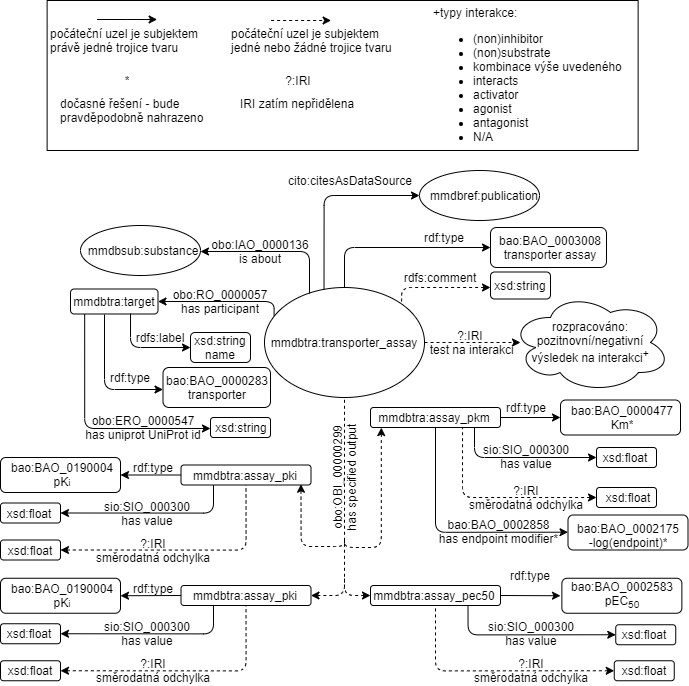 počáteční uzel je subjektem
právě jedné trojice tvaru
počáteční uzel je subjektem
jedné nebo žádné trojice tvaru
*
dočasné řešení - bude
pravděpodobně nahrazeno
?:IRI
IRI zatím nepřidělena
+typy interakce:
(non)inhibitor
(non)substrate
kombinace výše uvedeného
interacts
activator
agonist
antagonist
N/A
cito:citesAsDataSource
mmdbref:publication
mmdbsub:substance
obo:IAO_0000136
is about
rdf:type
bao:BAO_0003008
transporter assay
rdfs:comment
xsd:string
mmdbtra:target
obo:RO_0000057
has participant
mmdbtra:transporter_assay
?:IRI
test na interakci
rozpracováno:
pozitnovní/negativní
výsledek na interakci+
rdfs:label
xsd:string
name
rdf:type
bao:BAO_0000283
transporter
obo:ERO_0000547
has uniprot UniProt id
xsd:string
obo:OBI_00000299
has specified output
mmdbtra:assay_pkm
rdf:type
bao:BAO_0000477
Km*
sio:SIO_000300
has value
xsd:float
?:IRI
směrodatná odchylka
xsd:float
bao:BAO_0002858
has endpoint modifier*
bao:BAO_0002175
-log(endpoint)*
bao:BAO_0190004
pKi
rdf:type
mmdbtra:assay_pki
sio:SIO_000300
has value
xsd:float
?:IRI
směrodatná odchylka
xsd:float
bao:BAO_0190004
pKi
rdf:type
mmdbtra:assay_pki
sio:SIO_000300
has value
xsd:float
?:IRI
směrodatná odchylka
xsd:float
mmdbtra:assay_pec50
rdf:type
bao:BAO_0002583
pEC50
sio:SIO_000300
has value
xsd:float
?:IRI
směrodatná odchylka
xsd:float